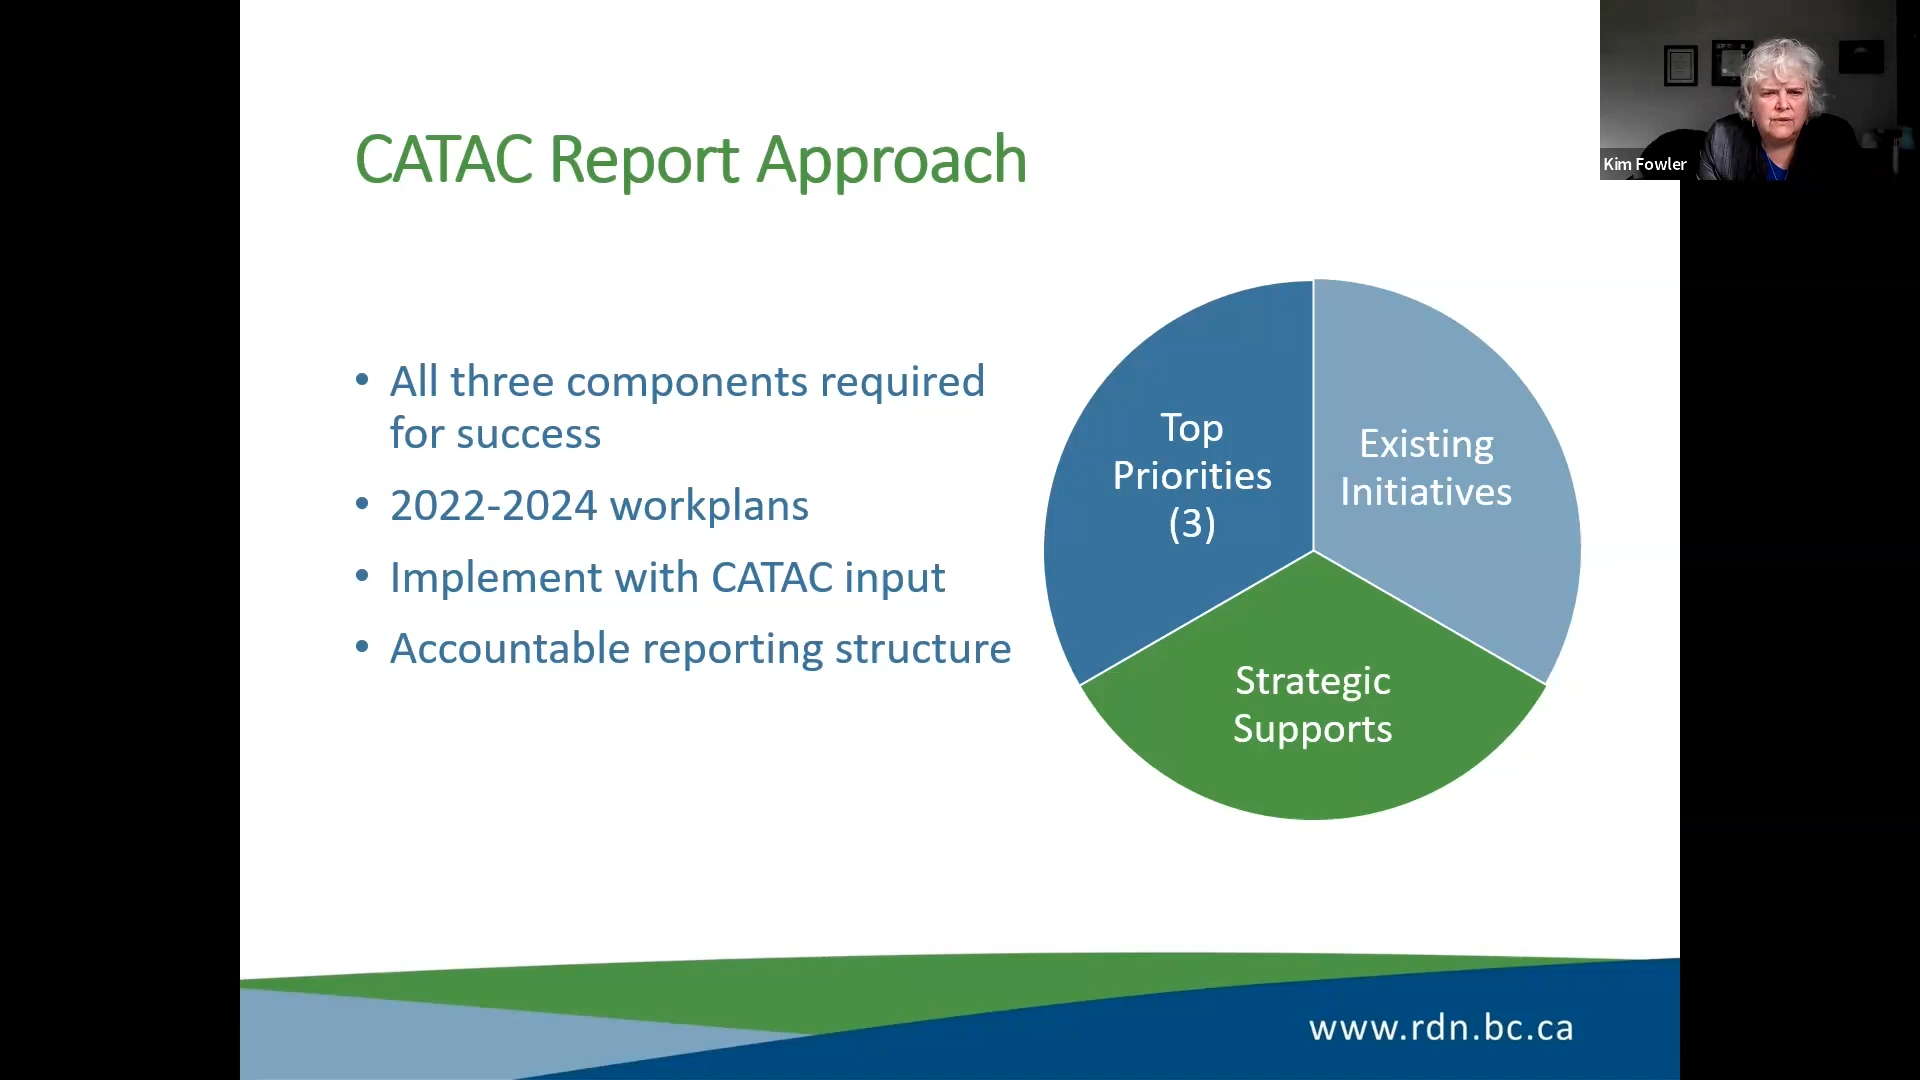 CATAC Report Approach
• All three components required
for success
• 2022-2024 workplans
• Implement with CATAC input
• Accountable reporting structure
Top
Priorities
(3)
Existing
Initiatives
Strategic
Supports
www.rdn.bc.ca
Kim Fowler